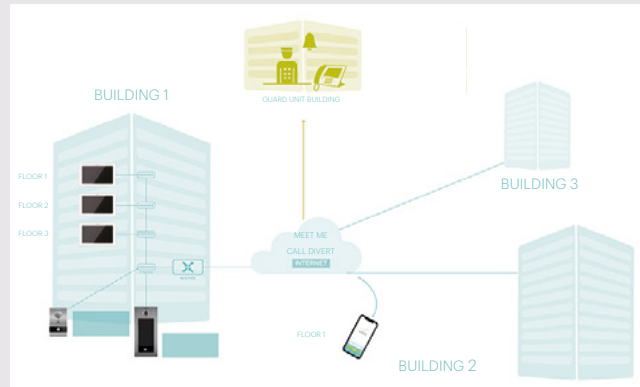 GUARD UNIT BUILDING
BUILDING 1
FLOOR 1
FLOOR 2
FLOOR 3
BUILDING 3
MEET ME
CALL DIVERT
INTERNET
FLOOR 1
BUILDING 2